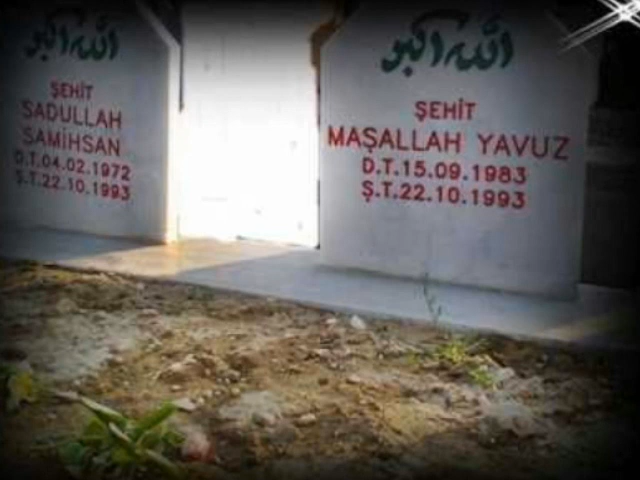 الله اكبر
ŞEHİT
SADULLAH
SAMİHSAN
D.T.04.02.1972
Ş.T.22.10.1993
الله اكبر
ŞEHİT
MAŞALLAH YAVUZ
D.T.15.09.1983
Ş.T.22.10.1993